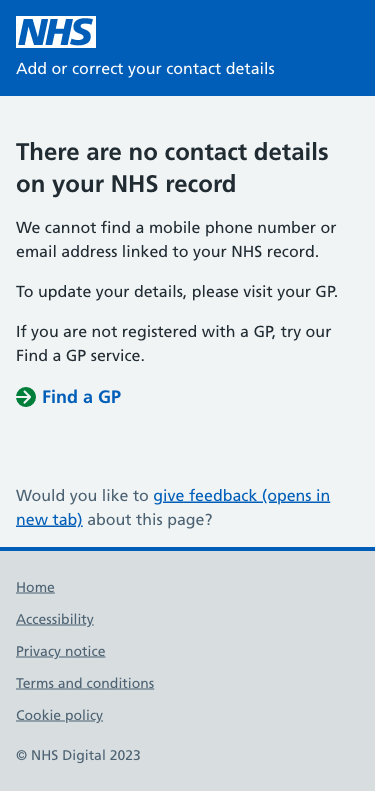 NHS
Add or correct your contact details
There are no contact details
on your NHS record
We cannot find a mobile phone number or
email address linked to your NHS record.
To update your details, please visit your GP.
If you are not registered with a GP, try our
Find a GP service.
Find a GP
Would you like to give feedback (opens in
new tab) about this page?
Home
Accessibility
Privacy notice
Terms and conditions
Cookie policy
© NHS Digital 2023